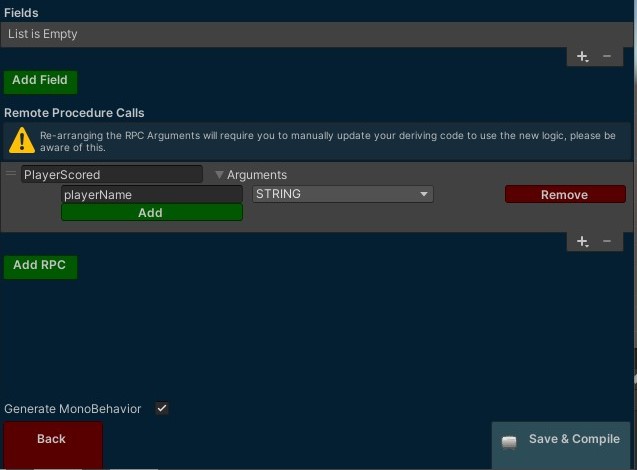 Fields
List is Empty
Add Field
Remote Procedure Calls
Re-arranging the RPC Arguments will require you to manually update your deriving code to use the new logic, please be
aware of this.
PlayerScored Arguments
playerName STRING Remove
Add
Add RPC
Generate MonoBehavior
Back Save & Compile